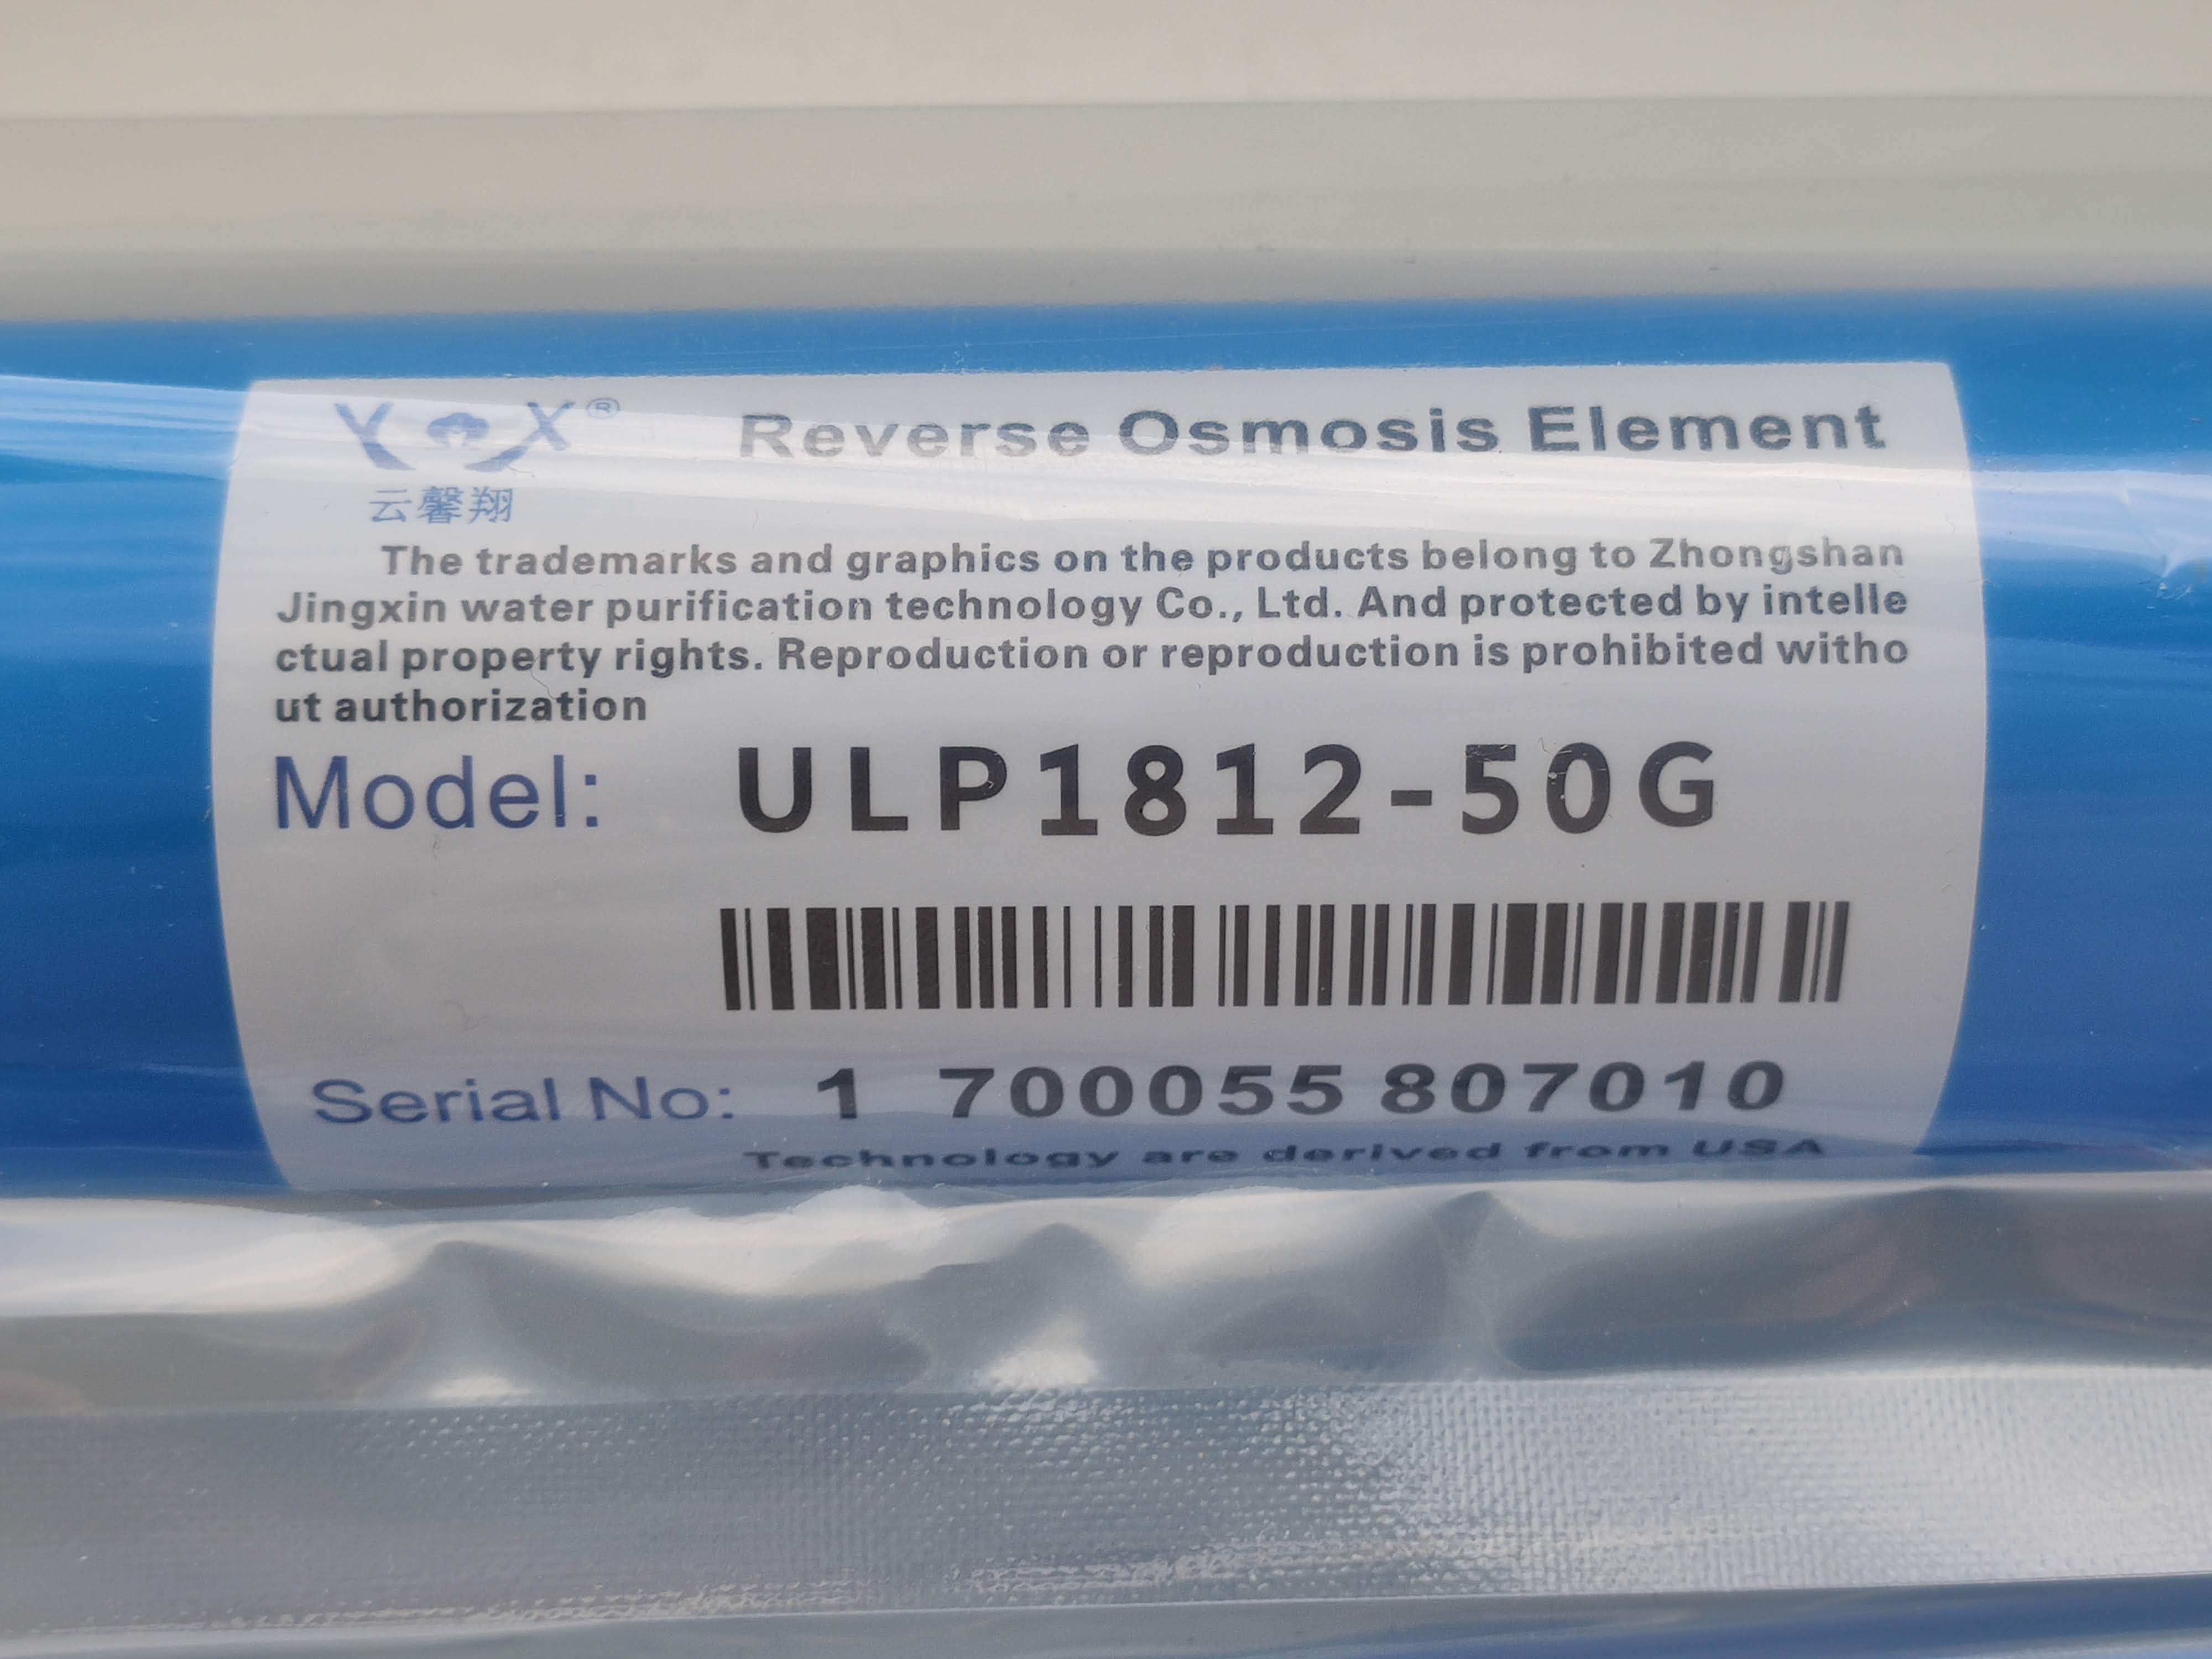 YX®
云馨翔
Reverse Osmosis Element
The trademarks and graphics on the products belong to Zhongshan
Jingxin water purification technology Co., Ltd. And protected by intelle
ctual property rights. Reproduction or reproduction is prohibited witho
ut authorization
Model: ULP1812-50G
Serial No: 1 700055807010
Technology are derived from USA